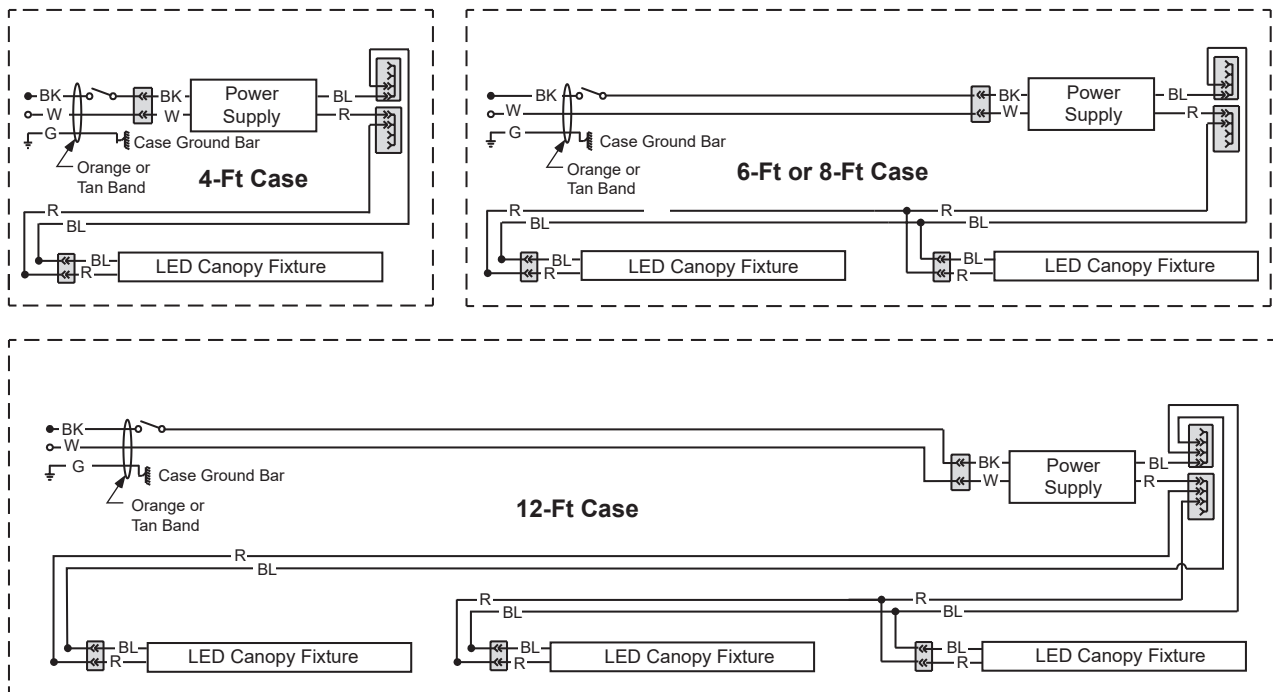 BK
BK
Power
Supply
BL
W
W
R
G
Case Ground Bar
Orange or
Tan Band
4-Ft Case
R
BL
BL
R
LED Canopy Fixture
BK
BK
Power
Supply
BL
W
W
R
G
Case Ground Bar
Orange or
Tan Band
6-Ft or 8-Ft Case
R
R
BL
BL
BL
R
LED Canopy Fixture
BL
R
LED Canopy Fixture
BK
W
G
Case Ground Bar
Orange or
Tan Band
BK
W
Power
Supply
BL
R
12-Ft Case
R
BL
R
R
BL
BL
BL
R
LED Canopy Fixture
BL
R
LED Canopy Fixture
BL
R
LED Canopy Fixture